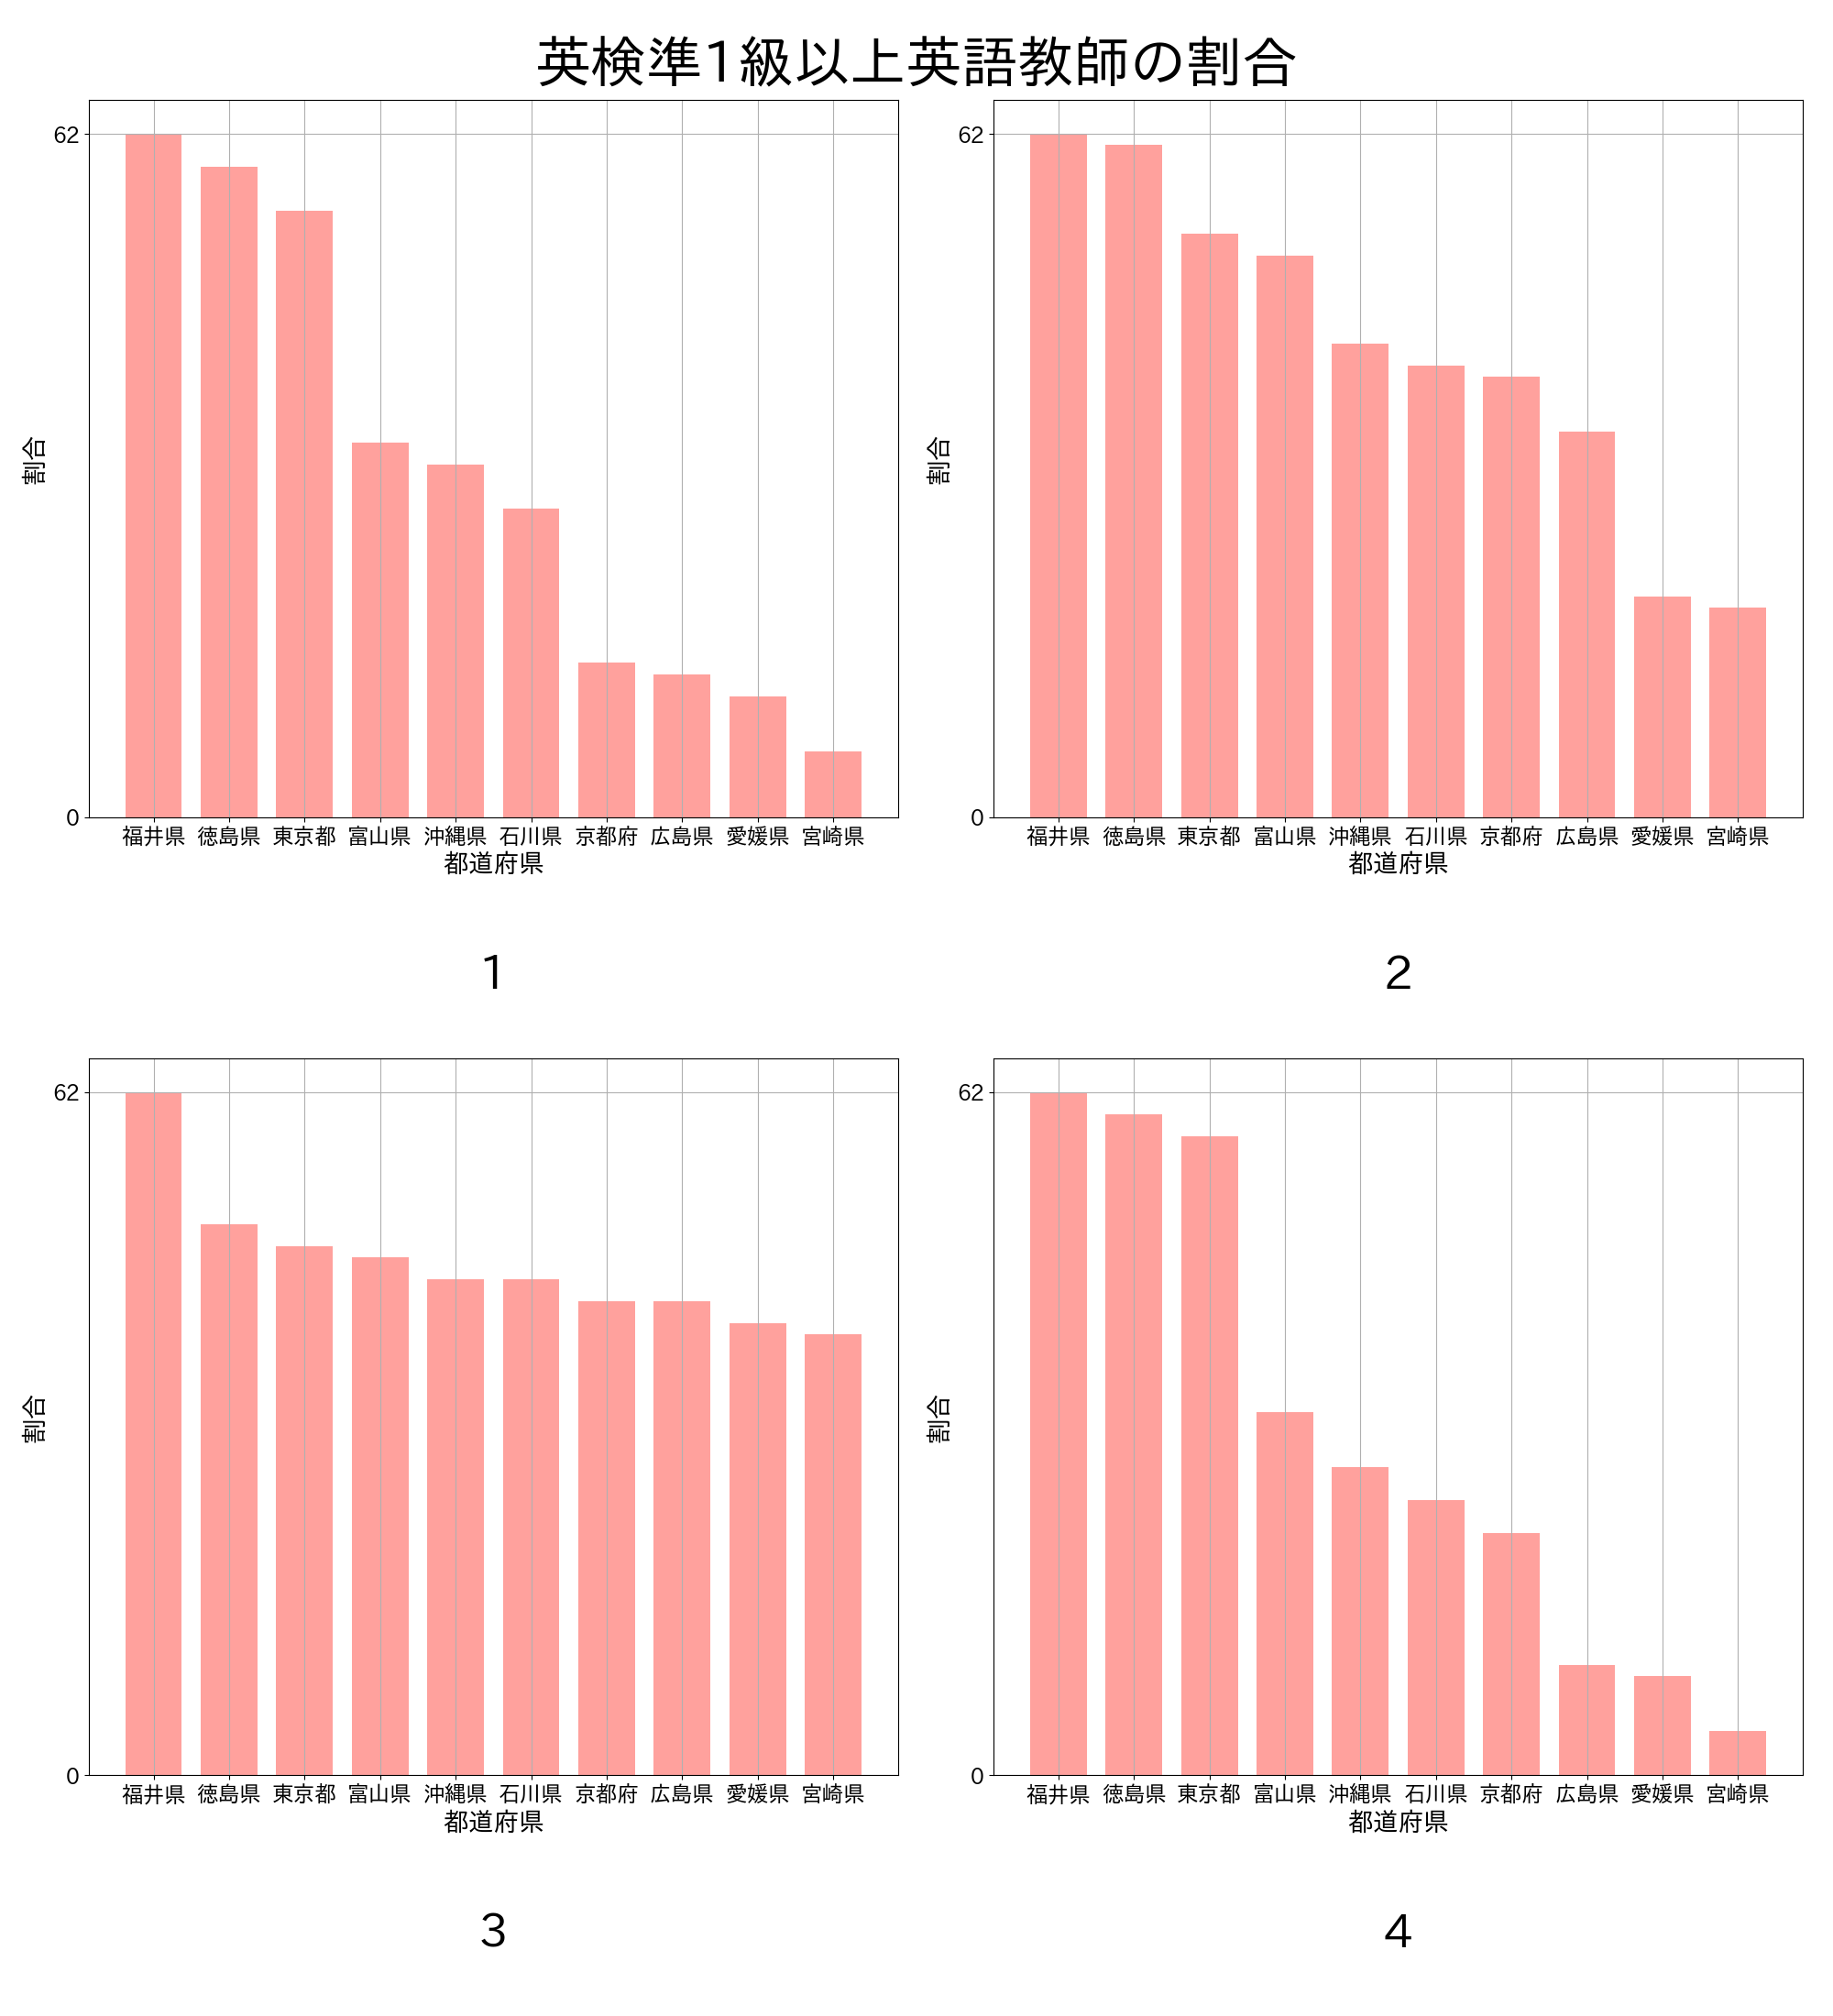 英検準1級以上英語教師の割合
62
0
割合
福井県 徳島県 東京都 富山県 沖縄県 石川県 京都府 広島県 愛媛県 宮崎県
都道府県
1
62
0
割合
福井県 徳島県 東京都 富山県 沖縄県 石川県 京都府 広島県 愛媛県 宮崎県
都道府県
2
62
0
割合
福井県 徳島県 東京都 富山県 沖縄県 石川県 京都府 広島県 愛媛県 宮崎県
都道府県
3
62
0
割合
福井県 徳島県 東京都 富山県 沖縄県 石川県 京都府 広島県 愛媛県 宮崎県
都道府県
4